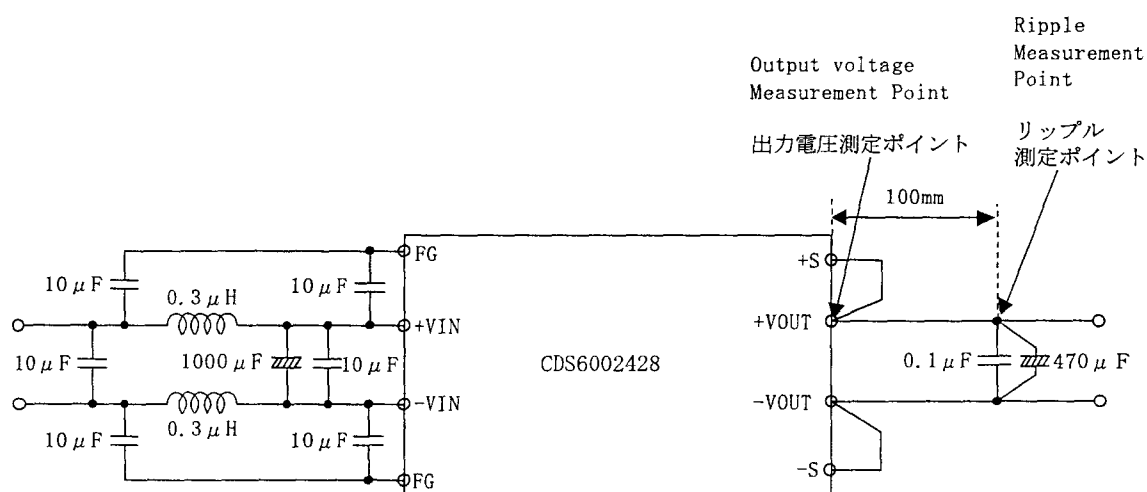 Ripple
Measurement
Point
Output voltage
Measurement Point
リップル
測定ポイント
出力電圧測定ポイント
100mm
FG
+S
10μF
10μF
0.3μH
+VIN
+VOUT
10μF
1000μF
10μF
CDS6002428
0.1μF
470μF
-VIN
-VOUT
0.3μH
10μF
10μF
FG
-S